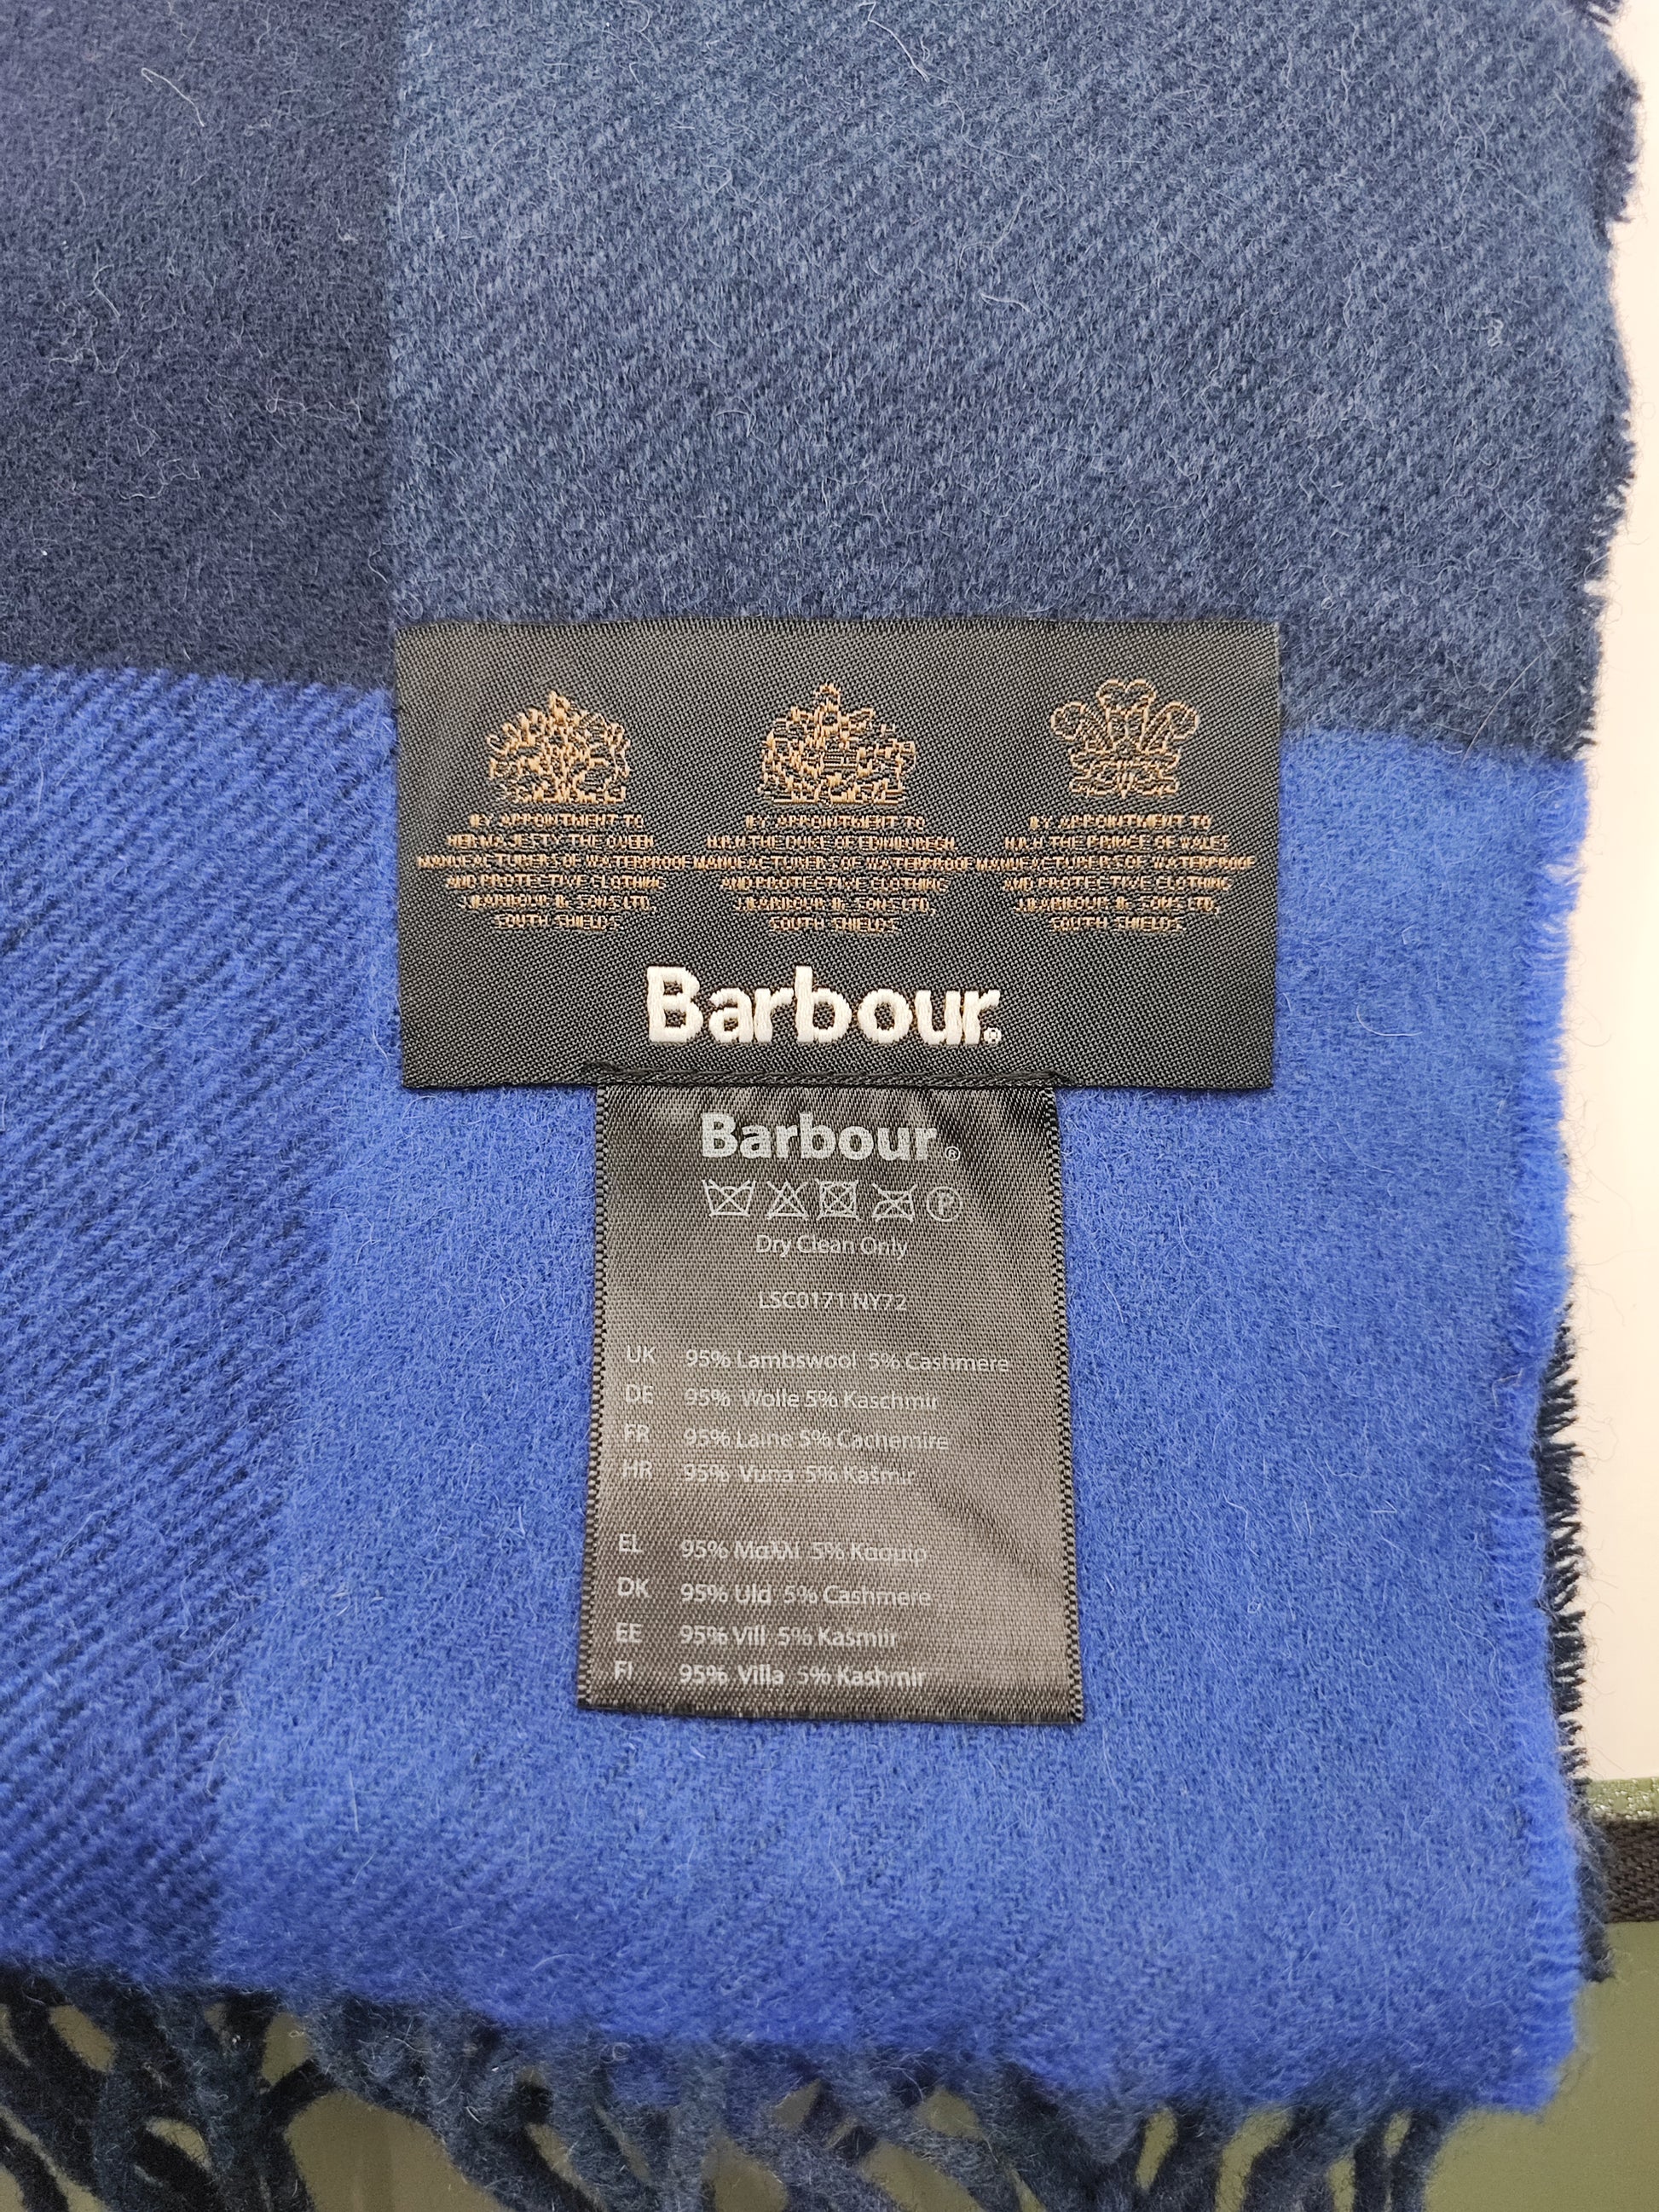 BY APPOINTMENT TO
HER MAJESTY THE QUEEN
MANUFACTURERS OF WATERPROOF
AND PROTECTIVE CLOTHING
J.BARBOUR & SONS LTD,
SOUTH SHIELDS
BY APPOINTMENT TO
H.R.H THE DUKE OF EDINBURGH
MANUFACTURERS OF WATERPROOF
AND PROTECTIVE CLOTHING
J.BARBOUR & SONS LTD,
SOUTH SHIELDS
BY APPOINTMENT TO
H.R.H THE PRINCE OF WALES
MANUFACTURERS OF WATERPROOF
AND PROTECTIVE CLOTHING
J.BARBOUR & SONS LTD,
SOUTH SHIELDS
Barbour®
Barbour®
P
Dry Clean Only
LSC0171 NY72
UK 95% Lambswool 5% Cashmere
DE 95% Wolle 5% Kaschmir
FR 95% Laine 5% Cachemire
HR 95% Vuna 5% Kašmir
EL 95% Μαλλί 5% Κασμιρ
DK 95% Uld 5% Cashmere
EE 95% Vill 5% Kašmiir
FI 95% Villa 5% Kashmir